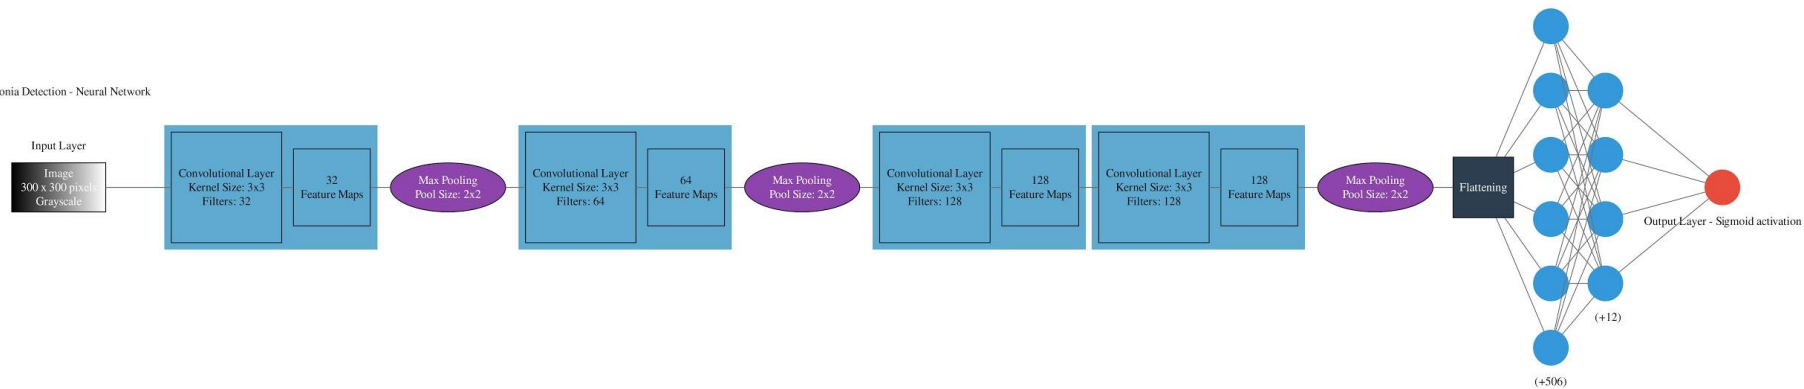 onia Detection - Neural Network
Input Layer
Image
300 x 300 pixels
Grayscale
Convolutional Layer
Kernel Size: 3x3
Filters: 32
32
Feature Maps
Max Pooling
Pool Size: 2x2
Convolutional Layer
Kernel Size: 3x3
Filters: 64
64
Feature Maps
Max Pooling
Pool Size: 2x2
Convolutional Layer
Kernel Size: 3x3
Filters: 128
128
Feature Maps
Convolutional Layer
Kernel Size: 3x3
Filters: 128
128
Feature Maps
Max Pooling
Pool Size: 2x2
Flattening
(+506)
(+12)
Output Layer - Sigmoid activation